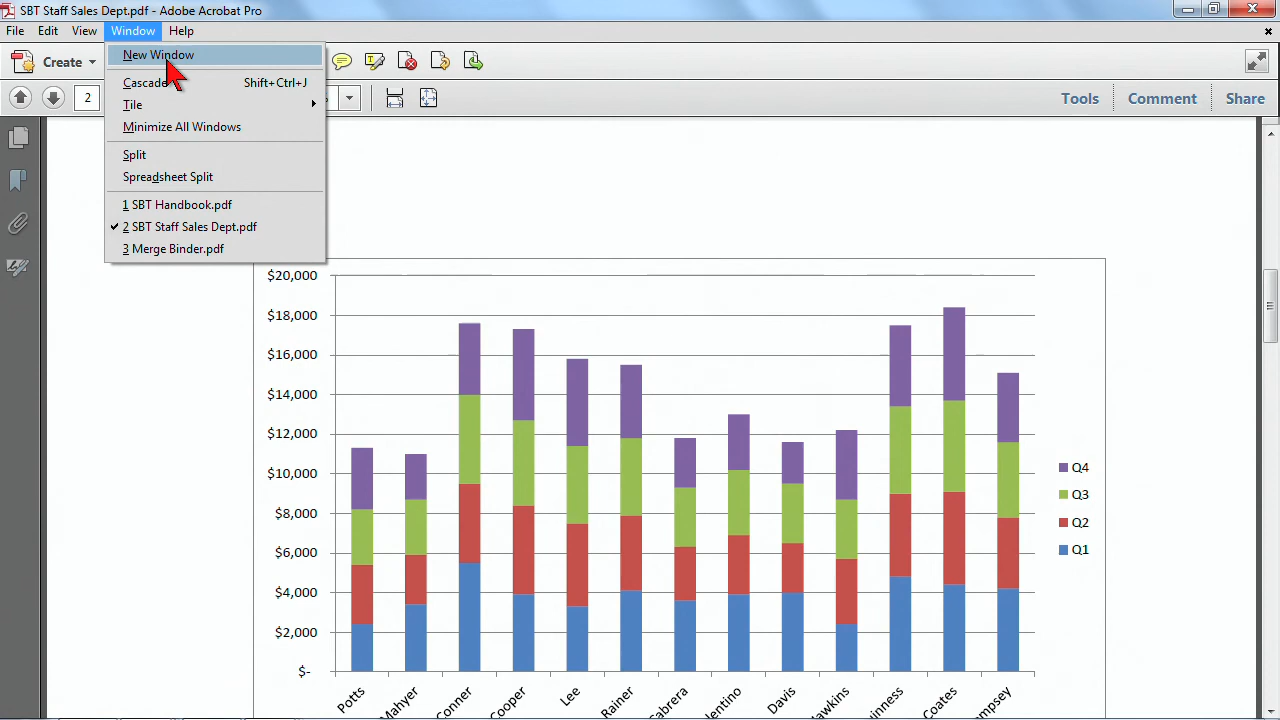 SBT Staff Sales Dept.pdf - Adobe Acrobat Pro
File Edit View Window Help
Create
2
Tools Comment Share
New Window
Cascade Shift+Ctrl+J
Tile
Minimize All Windows
Split
Spreadsheet Split
1 SBT Handbook.pdf
2 SBT Staff Sales Dept.pdf
3 Merge Binder.pdf
$20,000
$18,000
$16,000
$14,000
$12,000
$10,000
$8,000
$6,000
$4,000
$2,000
$-
Q4
Q3
Q2
Q1
Potts Mahyer Conner Cooper Lee Rainer Cabrera Davis Hawkins Coates